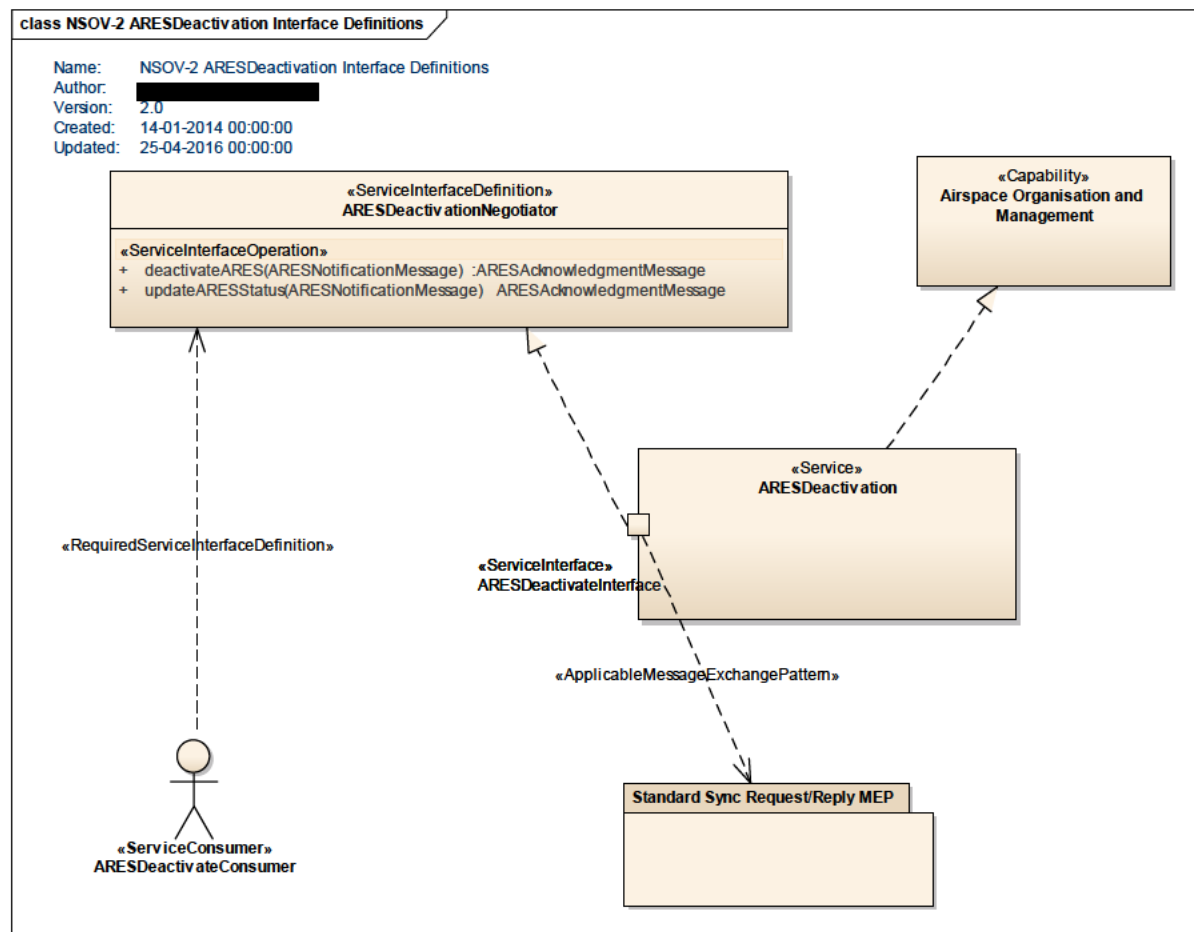 class NSOV-2 ARESDeactivation Interface Definitions
Name: NSOV-2 ARESDeactivation Interface Definitions
Author:
Version: 2.0
Created: 14-01-2014 00:00:00
Updated: 25-04-2016 00:00:00
«ServiceInterfaceDefinition»
ARESDeactivationNegotiator
«ServiceInterfaceOperation»
+ deactivateARES(ARESNotificationMessage) :ARESAcknowledgmentMessage
+ updateARESStatus(ARESNotificationMessage) ARESAcknowledgmentMessage
«Capability»
Airspace Organisation and
Management
«Service»
ARESDeactivation
«RequiredServiceInterfaceDefinition»
«ServiceInterface»
ARESDeactivateInterface
«ApplicableMessageExchangePattern»
Standard Sync Request/Reply MEP
«ServiceConsumer»
ARESDeactivateConsumer